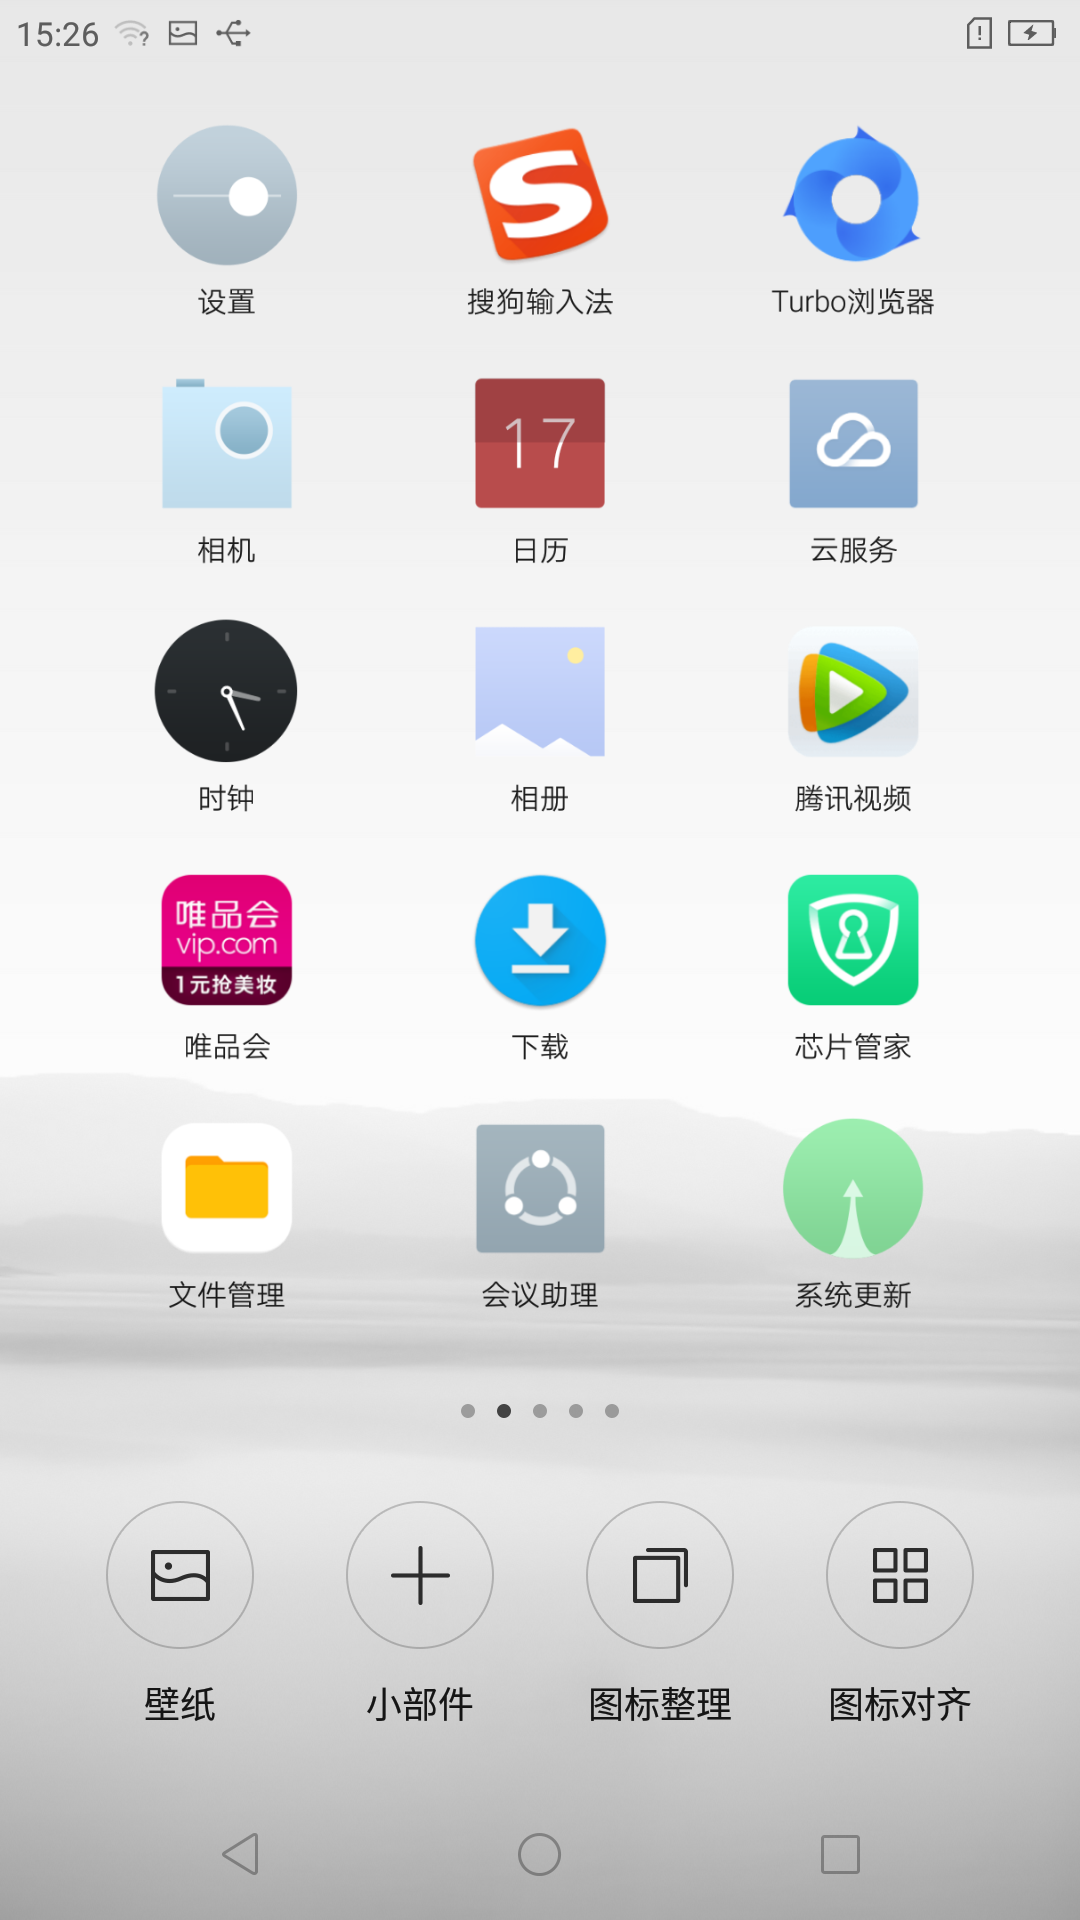 15:26
设置
搜狗输入法
Turbo浏览器
17
相机
日历
云服务
时钟
相册
腾讯视频
唯品会
vip.com
1元抢美妆
唯品会
下载
芯片管家
文件管理
会议助理
系统更新
壁纸
小部件
图标整理
图标对齐